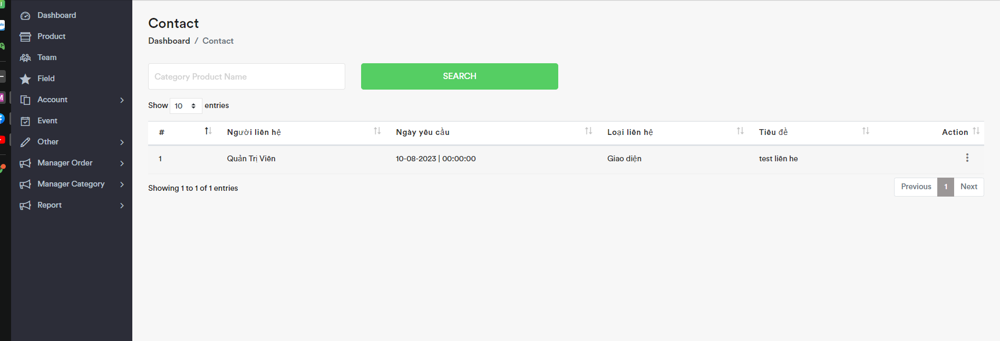 Dashboard
Product
Team
Field
Account
Event
Other
Manager Order
Manager Category
Report
Contact
Dashboard / Contact
Category Product Name
SEARCH
Show 10 entries
# Người liên hệ Ngày yêu cầu Loại liên hệ Tiêu đề Action
1 Quản Trị Viên 10-08-2023 | 00:00:00 Giao diện test liên he
Showing 1 to 1 of 1 entries
Previous 1 Next